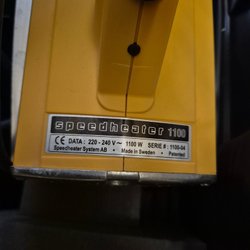 speedheater 1100
CE DATA: 220 - 240 V ~ 1100 W SERIE #: 1100-04
Speedheater System AB • Made in Sweden • Patented